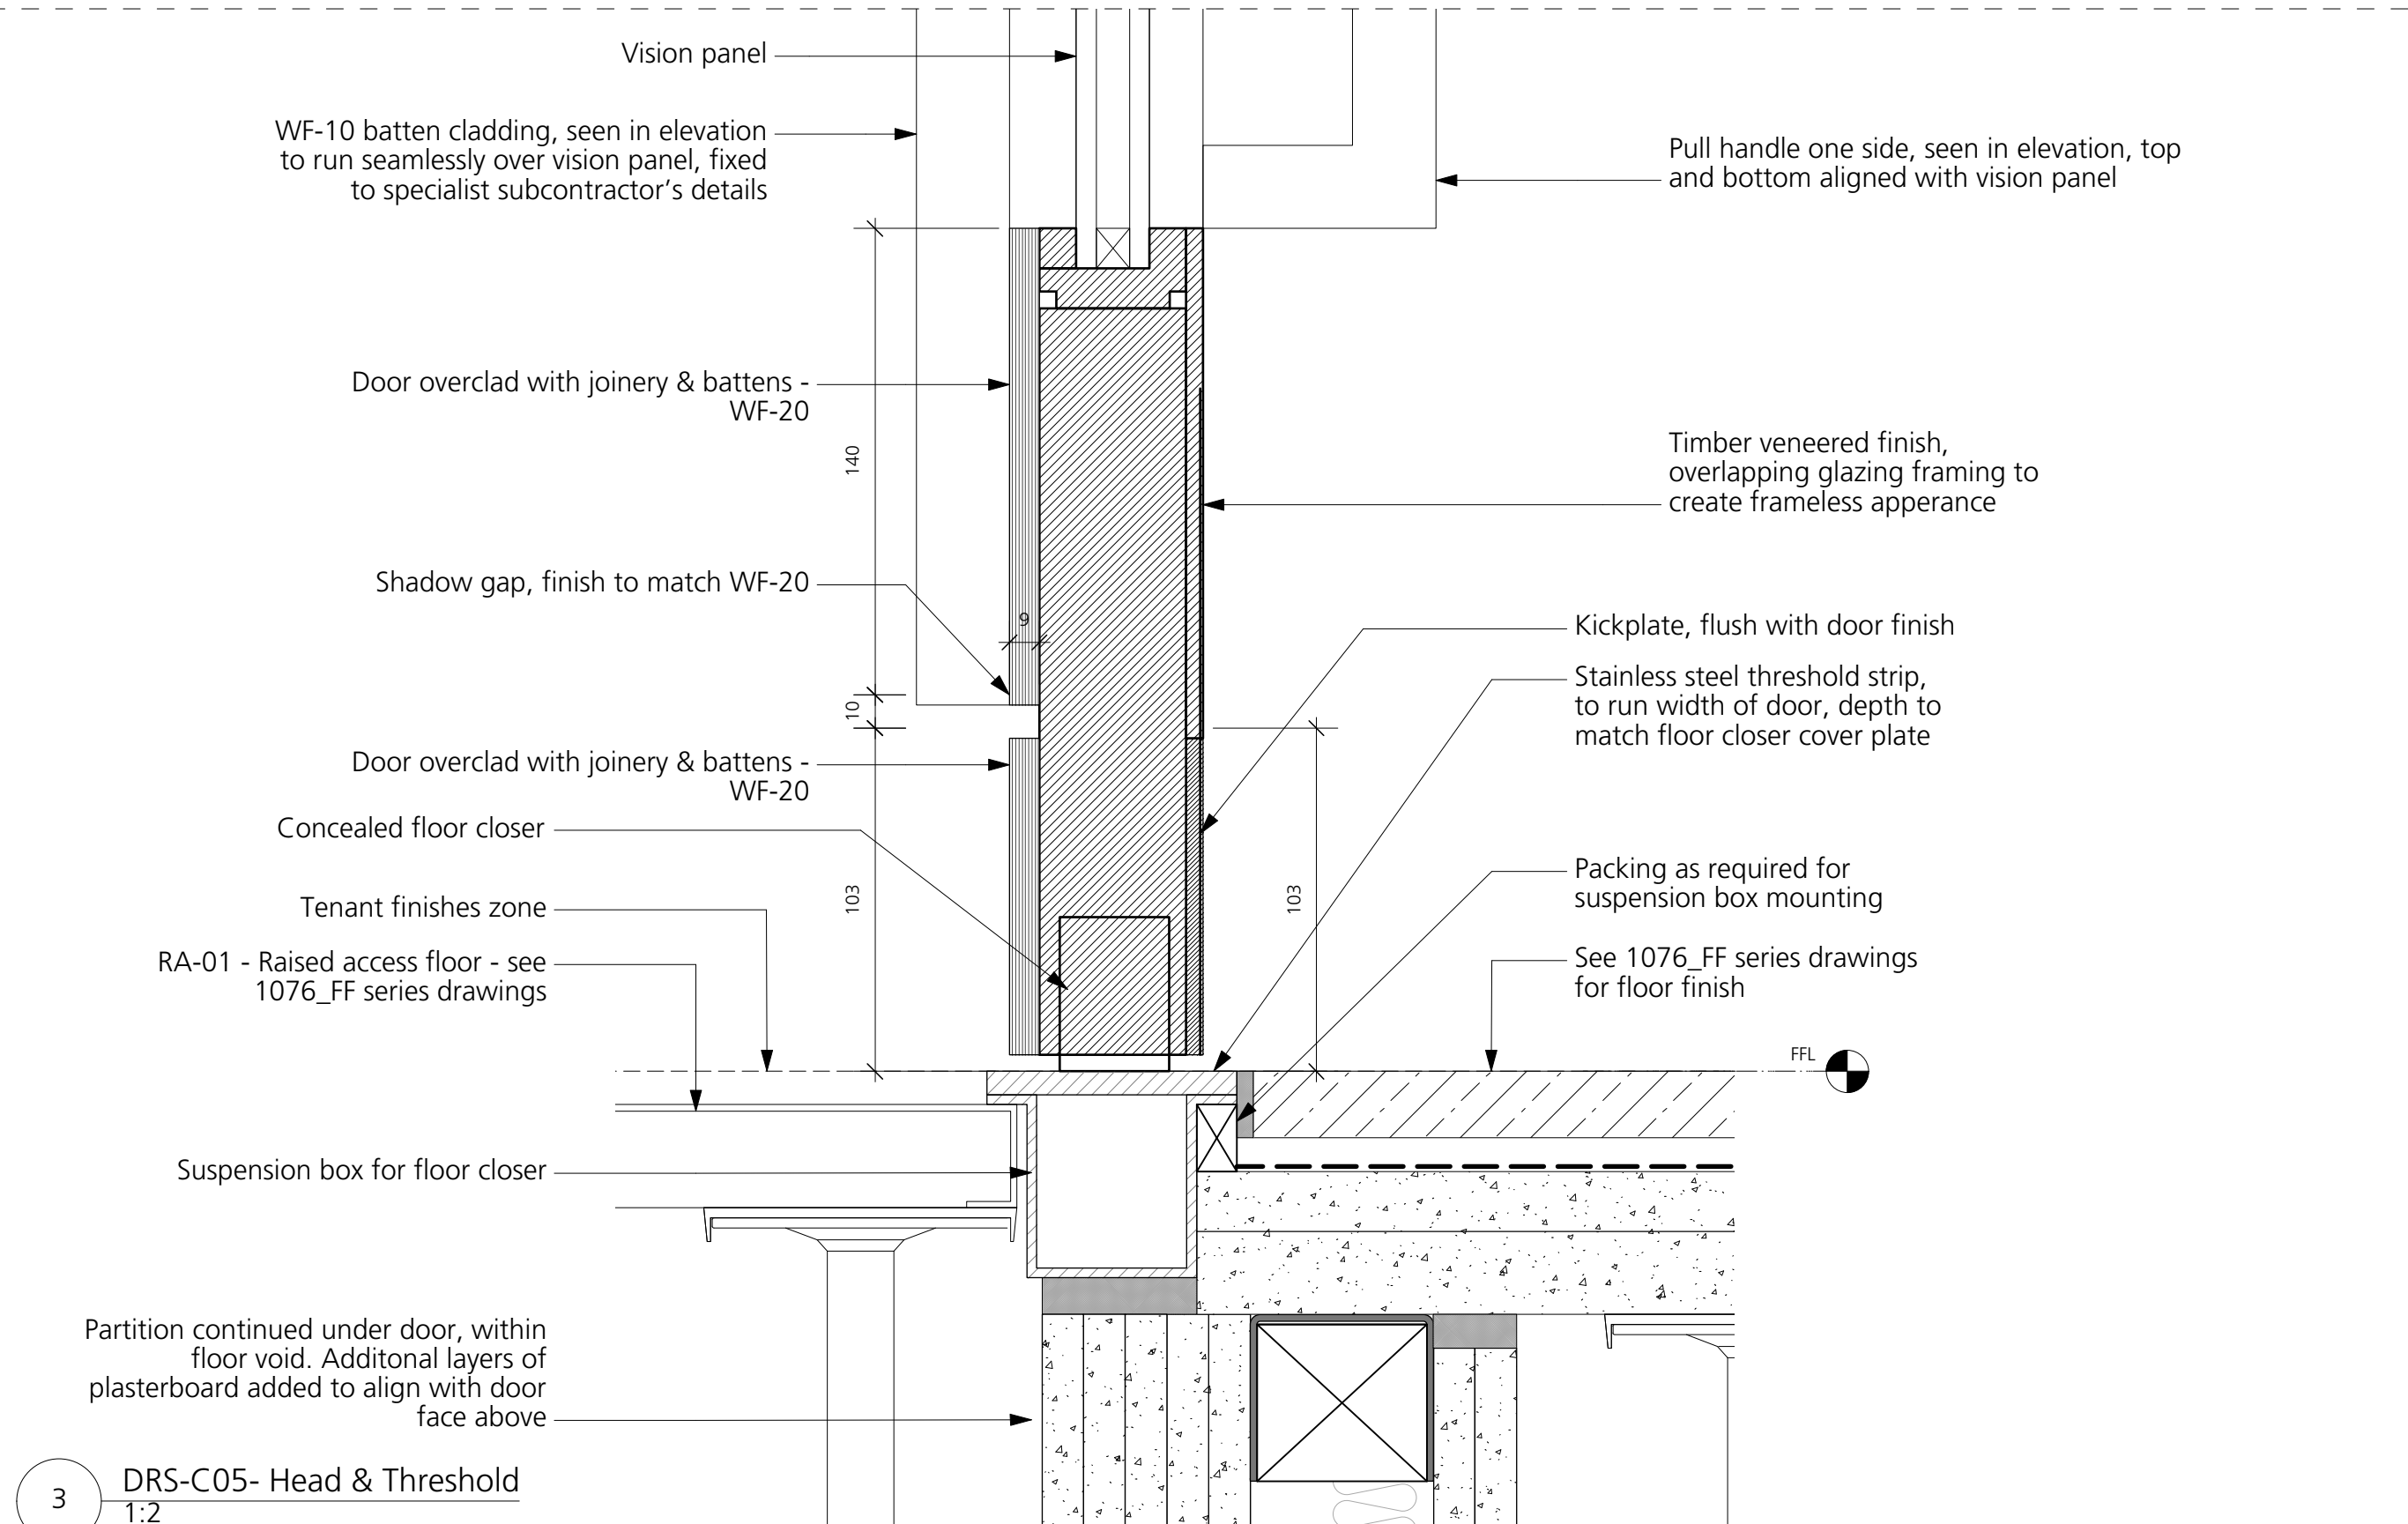 Vision panel
WF-10 batten cladding, seen in elevation
to run seamlessly over vision panel, fixed
to specialist subcontractor's details
Pull handle one side, seen in elevation, top
and bottom aligned with vision panel
Door overclad with joinery & battens -
WF-20
140
Timber veneered finish,
overlapping glazing framing to
create frameless apperance
Shadow gap, finish to match WF-20
9
10
Kickplate, flush with door finish
Stainless steel threshold strip,
to run width of door, depth to
match floor closer cover plate
Door overclad with joinery & battens -
WF-20
Concealed floor closer
103
103
Packing as required for
suspension box mounting
Tenant finishes zone
RA-01 - Raised access floor - see
1076_FF series drawings
See 1076_FF series drawings
for floor finish
FFL
Suspension box for floor closer
Partition continued under door, within
floor void. Additonal layers of
plasterboard added to align with door
face above
3
DRS-C05- Head & Threshold
1:2